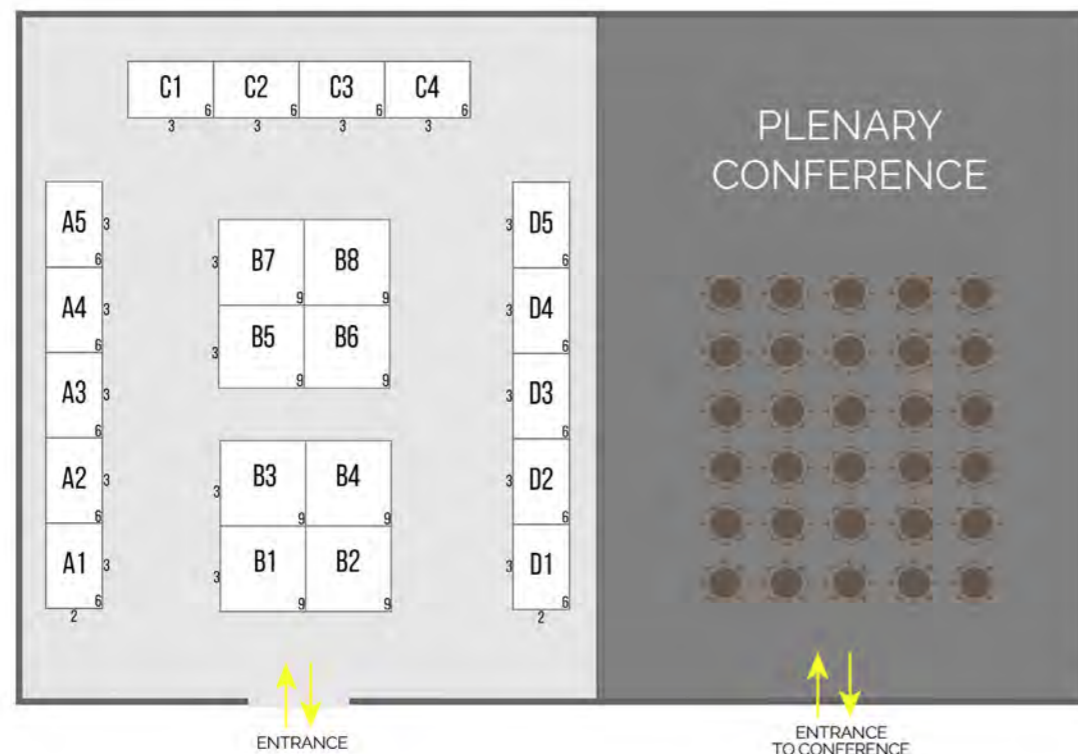 C1 C2 C3 C4
6 6 6 6
3 3 3 3
PLENARY
CONFERENCE
A5 3
6
A4 3
6
A3 3
6
A2 3
6
A1 3
6
2
3 B7 B8
9 9
3 B5 B6
9 9
3 B3 B4
9 9
3 B1 B2
9 9
3 D5
6
3 D4
6
3 D3
6
3 D2
6
3 D1
6
2
ENTRANCE
ENTRANCE
TO CONFERENCE